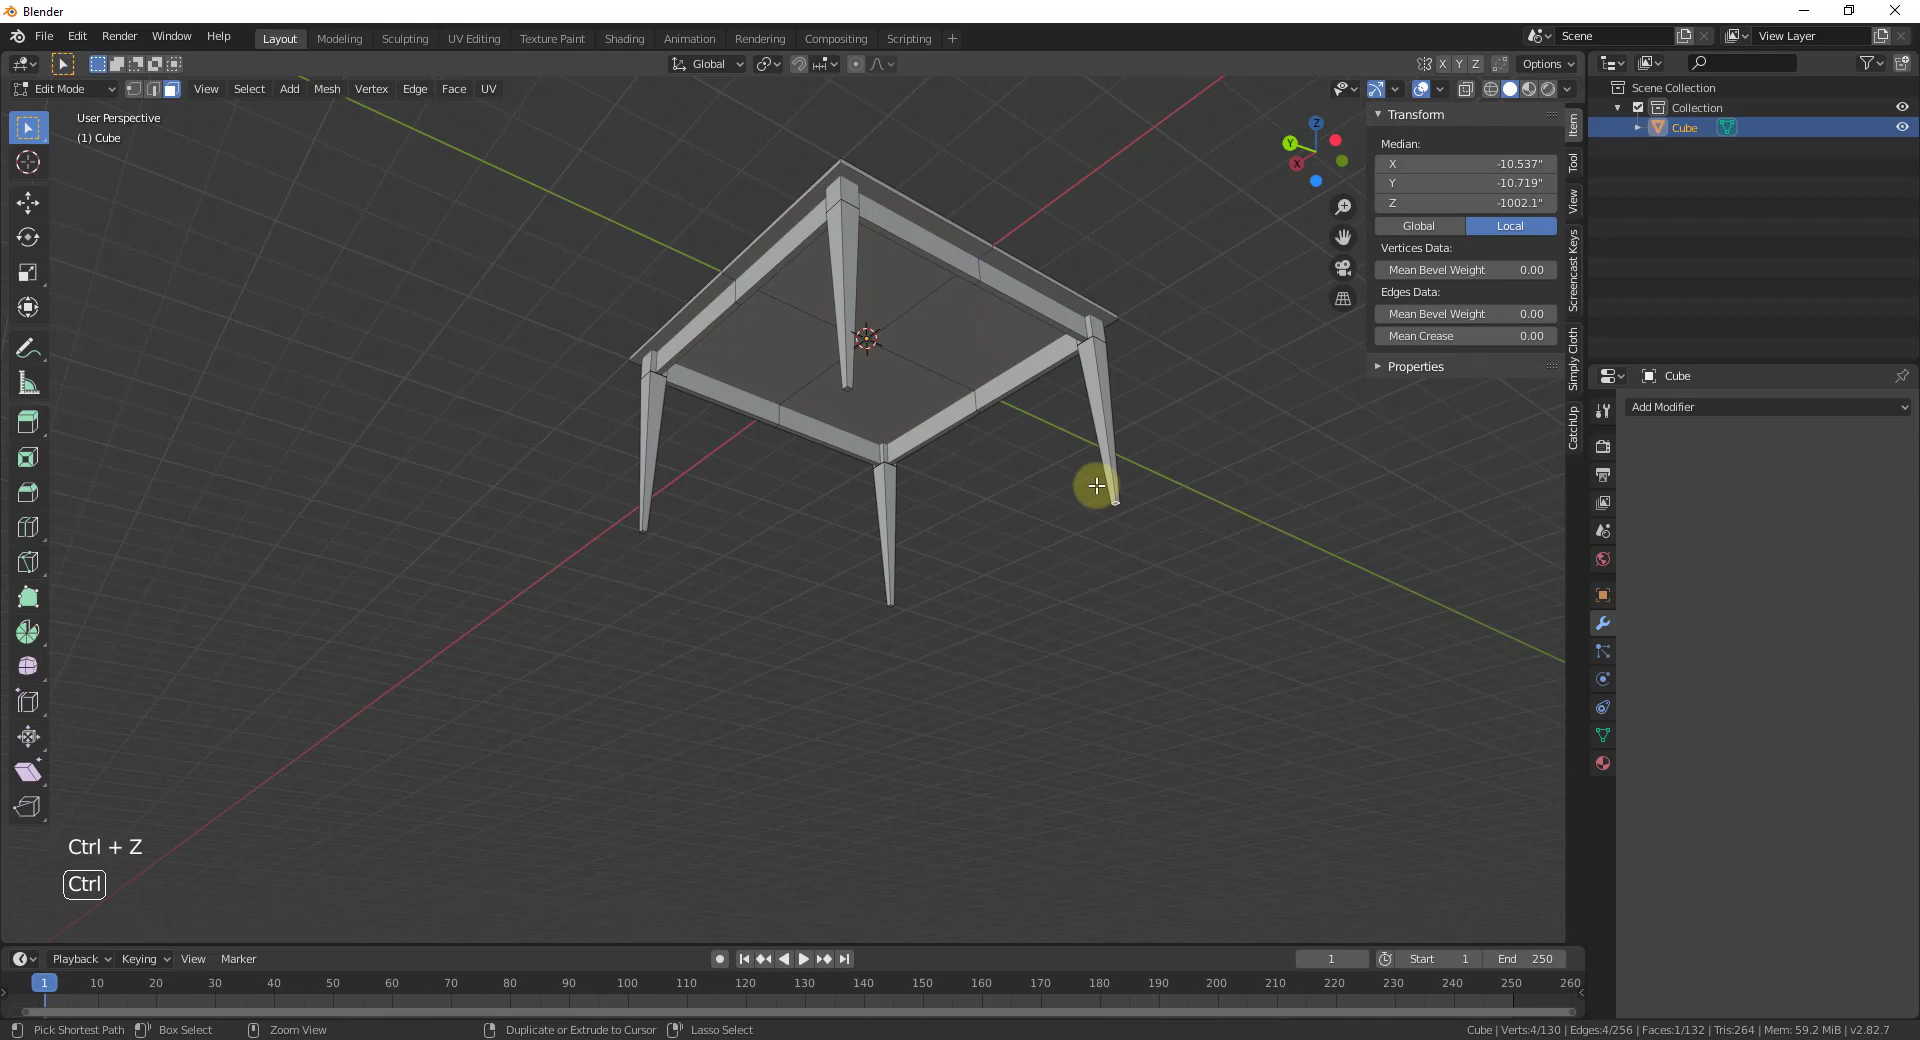 Blender
File Edit Render Window Help
Layout Modeling Sculpting UV Editing Texture Paint Shading Animation Rendering Compositing Scripting +
Scene
View Layer
Global
X Y Z
Options
Edit Mode
View Select Add Mesh Vertex Edge Face UV
User Perspective
(1) Cube
Z
Y
X
Transform
Median:
X -10.537"
Y -10.719"
Z -1002.1"
Global Local
Vertices Data:
Mean Bevel Weight 0.00
Edges Data:
Mean Bevel Weight 0.00
Mean Crease 0.00
Properties
Item
Tool
View
Screencast Keys
Simply Cloth
CatchUp
Scene Collection
Collection
Cube
Cube
Add Modifier
Ctrl + Z
Ctrl
Playback Keying View Marker
1
Start 1
End 250
1 10 20 30 40 50 60 70 80 90 100 110 120 130 140 150 160 170 180 190 200 210 220 230 240 250 260
Pick Shortest Path
Box Select
Zoom View
Duplicate or Extrude to Cursor
Lasso Select
Cube | Verts:4/130 | Edges:4/256 | Faces:1/132 | Tris:264 | Mem: 59.2 MiB | v2.82.7